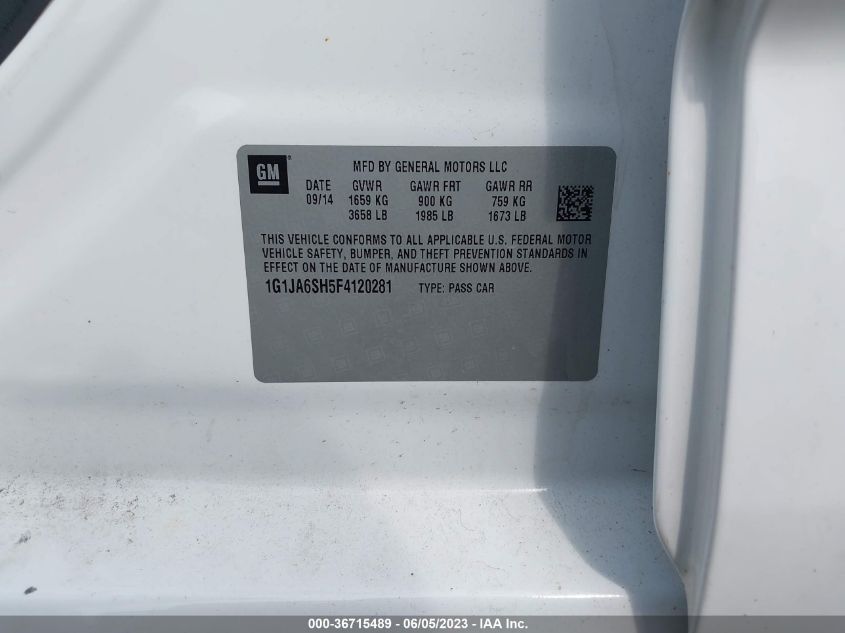 GM
MFD BY GENERAL MOTORS LLC
DATE GVWR GAWR FRT GAWR RR
09/14 1659 KG 900 KG 759 KG
3658 LB 1985 LB 1673 LB
THIS VEHICLE CONFORMS TO ALL APPLICABLE U.S. FEDERAL MOTOR
VEHICLE SAFETY, BUMPER, AND THEFT PREVENTION STANDARDS IN
EFFECT ON THE DATE OF MANUFACTURE SHOWN ABOVE.
1G1JA6SH5F4120281 TYPE: PASS CAR
000-36715489 - 06/05/2023 - IAA Inc.